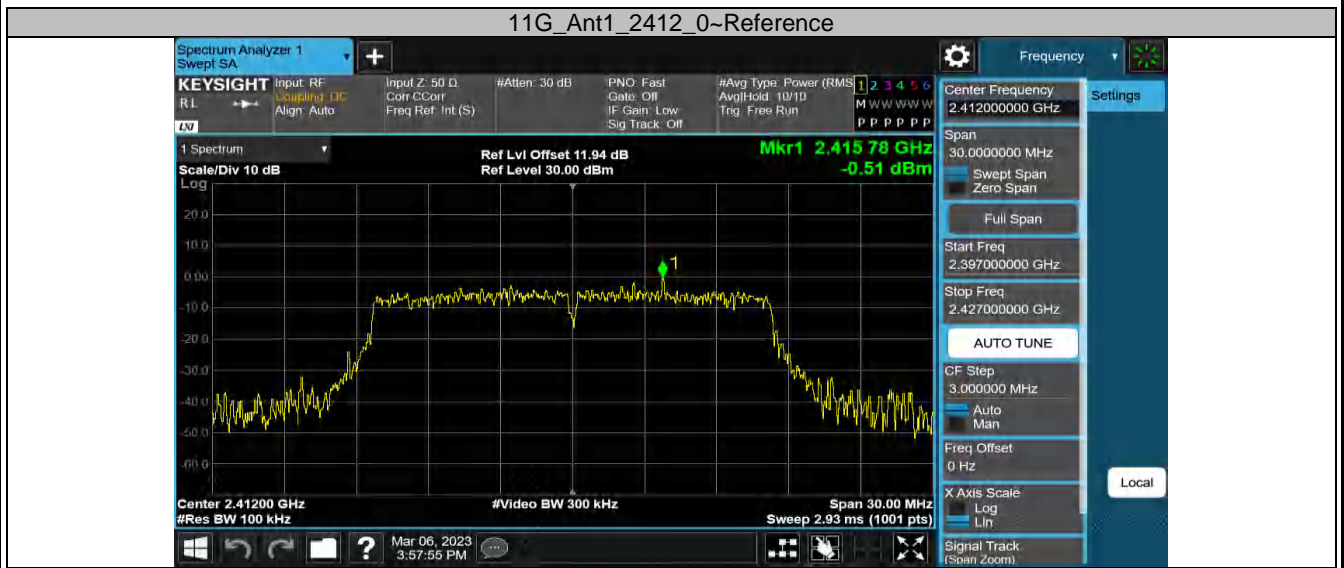 11G_Ant1_2412_0~Reference
Spectrum Analyzer 1
Swept SA
+
Frequency
KEYSIGHT
RL
LXI
Input: RF
Coupling: DC
Align: Auto
Input Z: 50 Ω
Corr CCorr
Freq Ref: Int (S)
#Atten: 30 dB
PNO: Fast
Gate: Off
IF Gain: Low
Sig Track: Off
#Avg Type: Power (RMS
Avg|Hold: 10/10
Trig: Free Run
1 2 3 4 5 6
M W W W W W
P P P P P P
Center Frequency
2.412000000 GHz
Settings
1 Spectrum
Scale/Div 10 dB
Log
Ref Lvl Offset 11.94 dB
Ref Level 30.00 dBm
Mkr1 2.415 78 GHz
-0.51 dBm
Span
30.0000000 MHz
Swept Span
Zero Span
Full Span
Start Freq
2.397000000 GHz
Stop Freq
2.427000000 GHz
AUTO TUNE
CF Step
3.000000 MHz
Auto
Man
Freq Offset
0 Hz
X Axis Scale
Log
Lin
Signal Track
(Span Zoom)
Local
20.0
10.0
0.00
-10.0
-20.0
-30.0
-40.0
-50.0
-60.0
1
Center 2.41200 GHz
#Res BW 100 kHz
#Video BW 300 kHz
Span 30.00 MHz
Sweep 2.93 ms (1001 pts)
?
Mar 06, 2023
3:57:55 PM